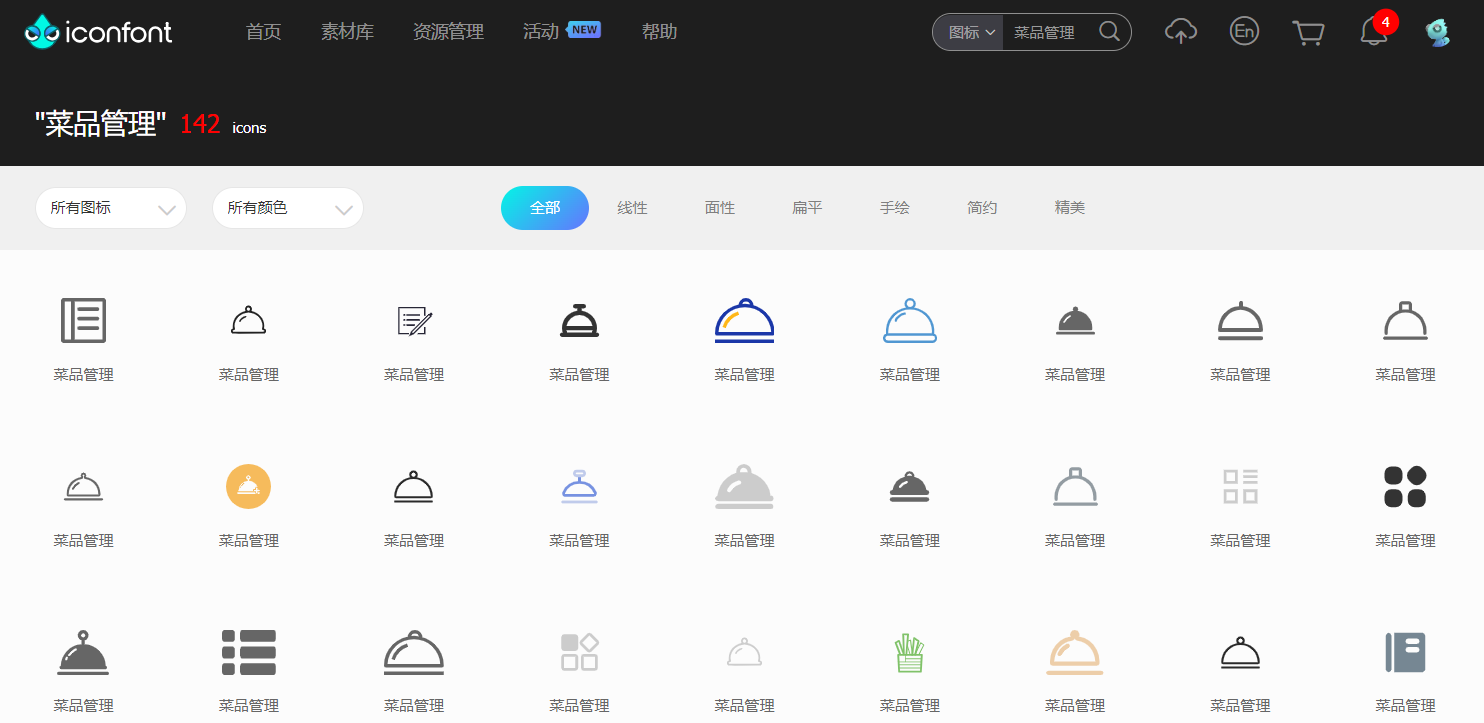 iconfont 首页 素材库 资源管理 活动 NEW 帮助 图标 菜品管理 En 4
"菜品管理" 142 icons
所有图标 所有颜色 全部 线性 面性 扁平 手绘 简约 精美
菜品管理 菜品管理 菜品管理 菜品管理 菜品管理 菜品管理 菜品管理 菜品管理 菜品管理
菜品管理 菜品管理 菜品管理 菜品管理 菜品管理 菜品管理 菜品管理 菜品管理 菜品管理
菜品管理 菜品管理 菜品管理 菜品管理 菜品管理 菜品管理 菜品管理 菜品管理 菜品管理